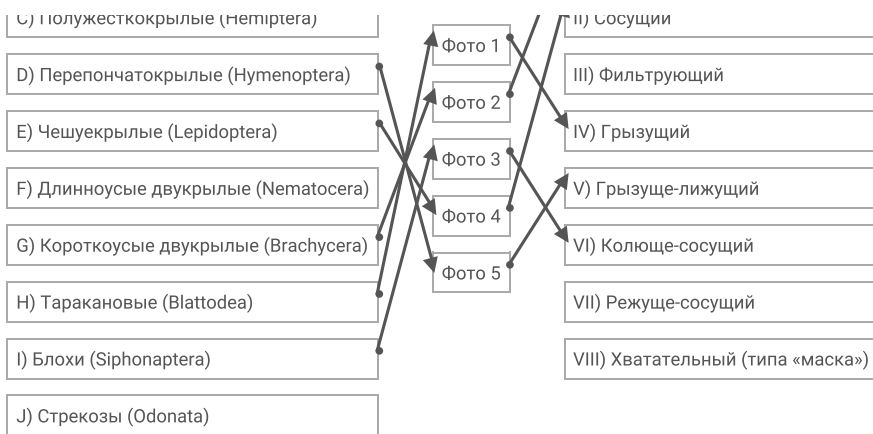 C) Полужесткокрылые (Hemiptera)
D) Перепончатокрылые (Hymenoptera)
E) Чешуекрылые (Lepidoptera)
F) Длинноусые двукрылые (Nematocera)
G) Короткоусые двукрылые (Brachycera)
H) Таракановые (Blattodea)
I) Блохи (Siphonaptera)
J) Стрекозы (Odonata)
Фото 1
Фото 2
Фото 3
Фото 4
Фото 5
II) Сосущий
III) Фильтрующий
IV) Грызущий
V) Грызуще-лижущий
VI) Колюще-сосущий
VII) Режуще-сосущий
VIII) Хватательный (типа «маска»)